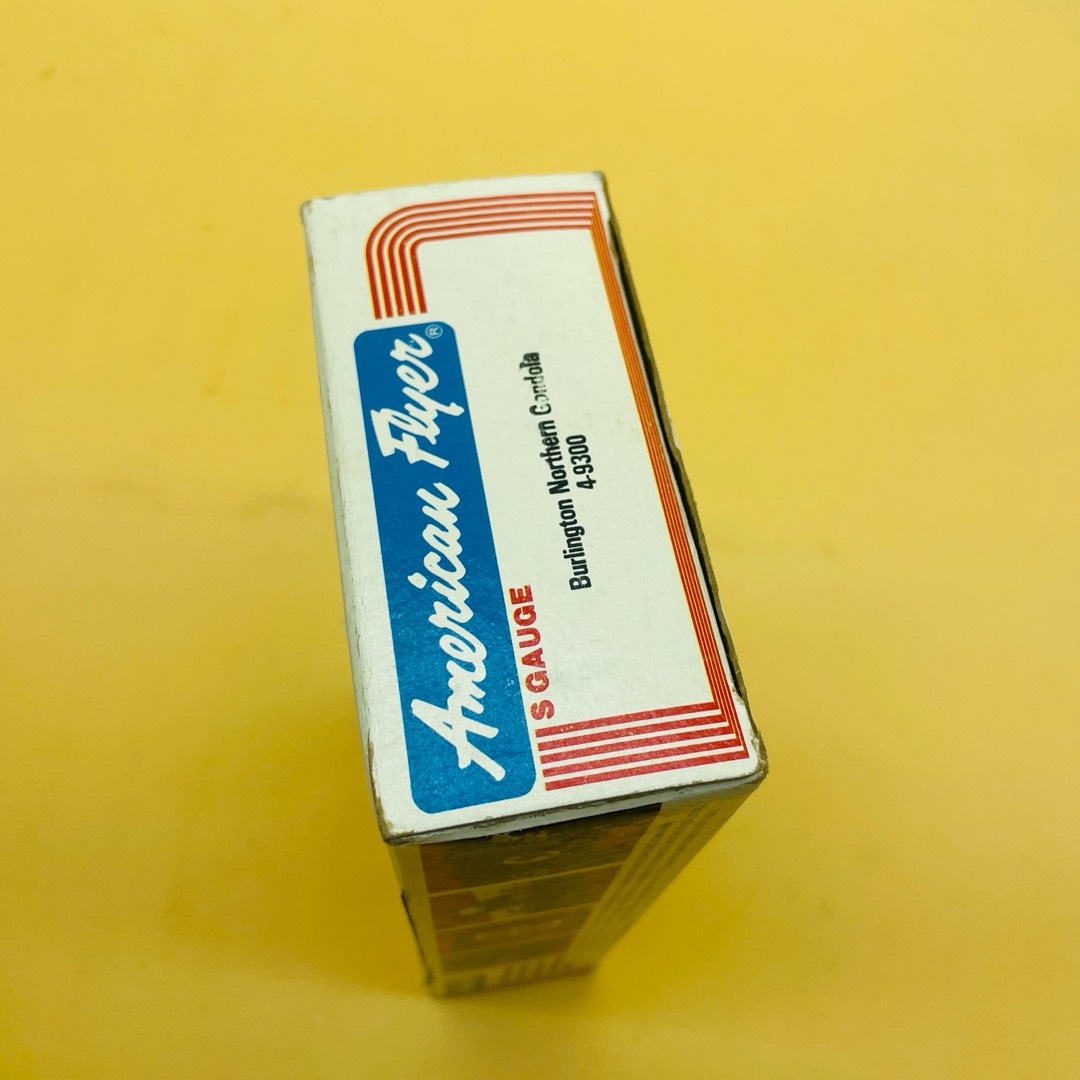 American Flyer®
S GAUGE
Burlington Northern Gondola
4-9300